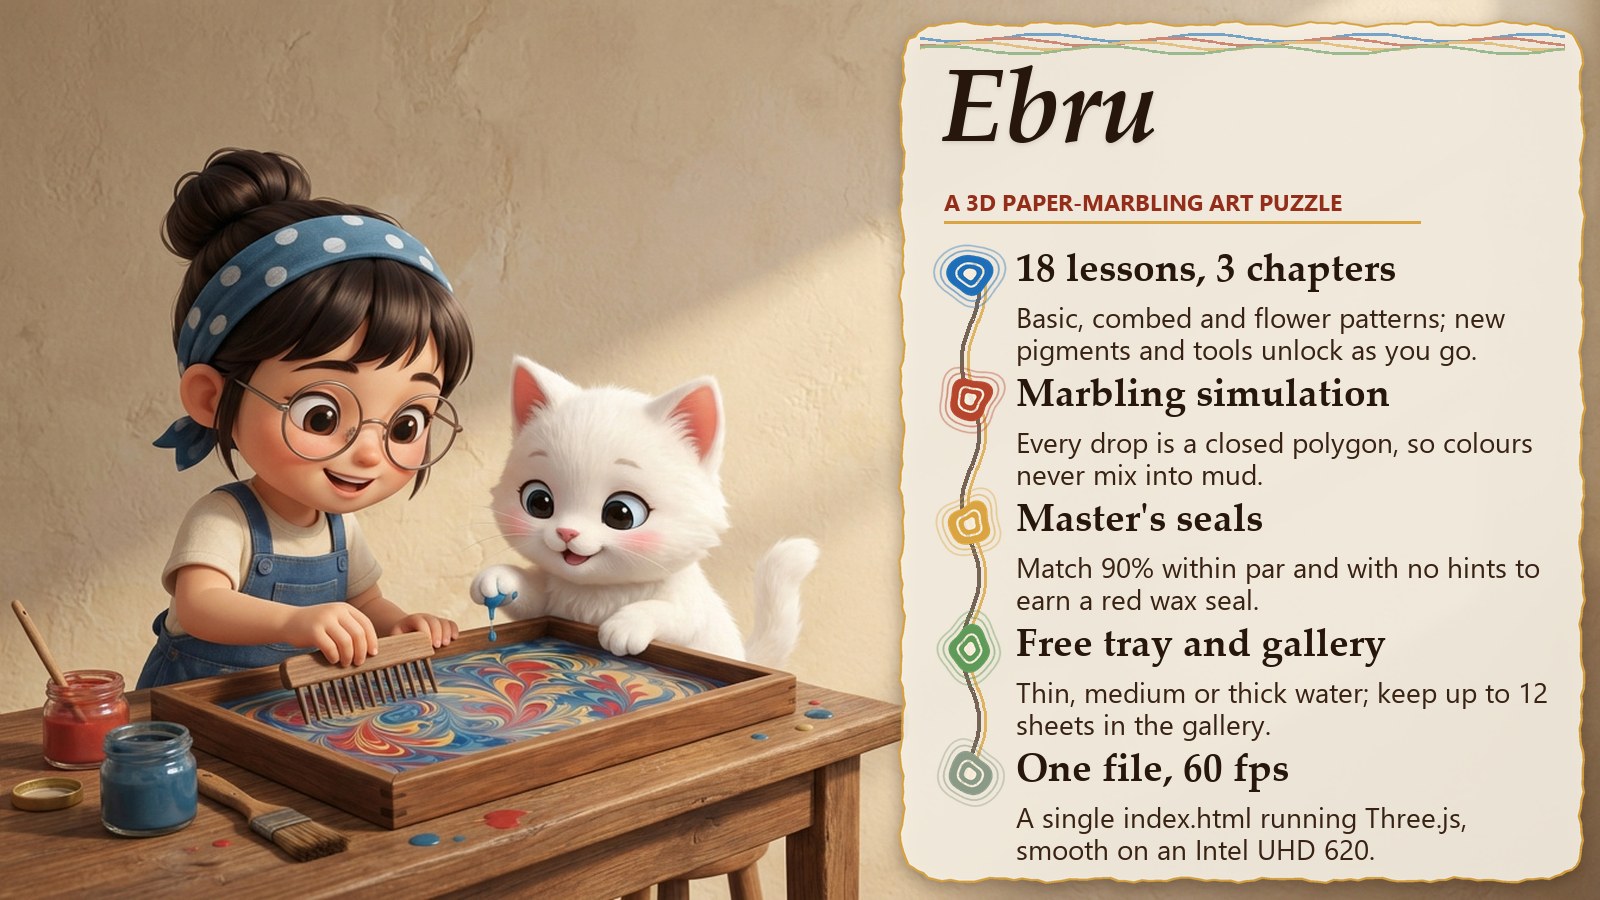 Ebru
A 3D PAPER-MARBLING ART PUZZLE
18 lessons, 3 chapters
Basic, combed and flower patterns; new
pigments and tools unlock as you go.
Marbling simulation
Every drop is a closed polygon, so colours
never mix into mud.
Master's seals
Match 90% within par and with no hints to
earn a red wax seal.
Free tray and gallery
Thin, medium or thick water; keep up to 12
sheets in the gallery.
One file, 60 fps
A single index.html running Three.js,
smooth on an Intel UHD 620.